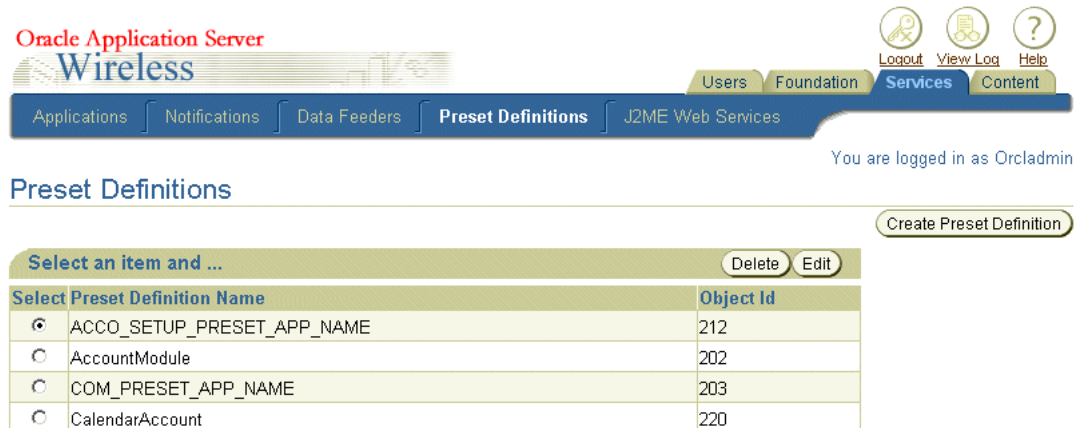 Oracle Application Server
Wireless
Logout View Log Help
Users Foundation Services Content
Applications Notifications Data Feeders Preset Definitions J2ME Web Services
You are logged in as Orcladmin
Preset Definitions
Create Preset Definition
Select an item and ... Delete Edit
Select Preset Definition Name Object Id
ACCO_SETUP_PRESET_APP_NAME 212
AccountModule 202
COM_PRESET_APP_NAME 203
CalendarAccount 220